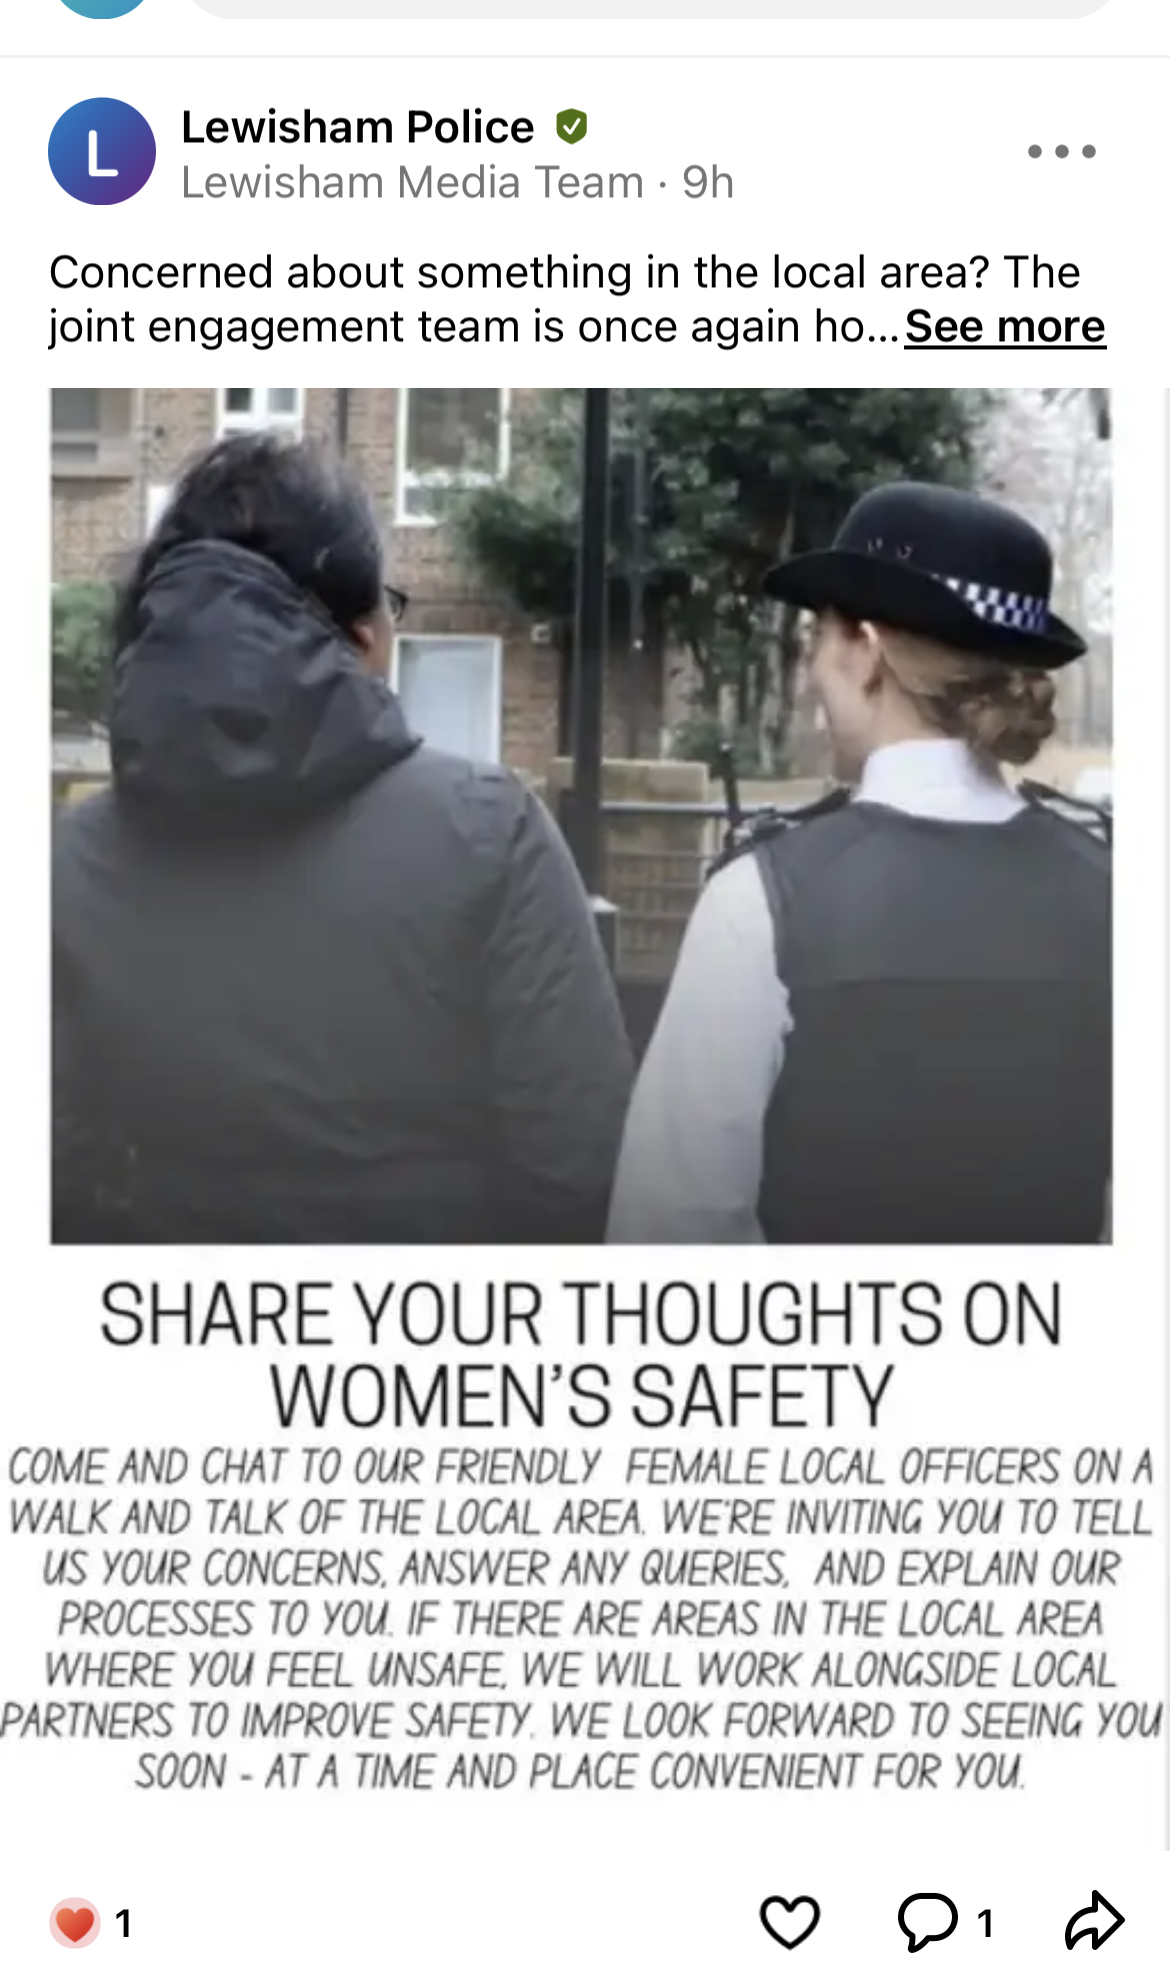 L
Lewisham Police
Lewisham Media Team · 9h
Concerned about something in the local area? The
joint engagement team is once again ho... See more
SHARE YOUR THOUGHTS ON
WOMEN'S SAFETY
COME AND CHAT TO OUR FRIENDLY FEMALE LOCAL OFFICERS ON A
WALK AND TALK OF THE LOCAL AREA. WE'RE INVITING YOU TO TELL
US YOUR CONCERNS, ANSWER ANY QUERIES, AND EXPLAIN OUR
PROCESSES TO YOU. IF THERE ARE AREAS IN THE LOCAL AREA
WHERE YOU FEEL UNSAFE, WE WILL WORK ALONGSIDE LOCAL
PARTNERS TO IMPROVE SAFETY. WE LOOK FORWARD TO SEEING YOU
SOON - AT A TIME AND PLACE CONVENIENT FOR YOU.
1
1